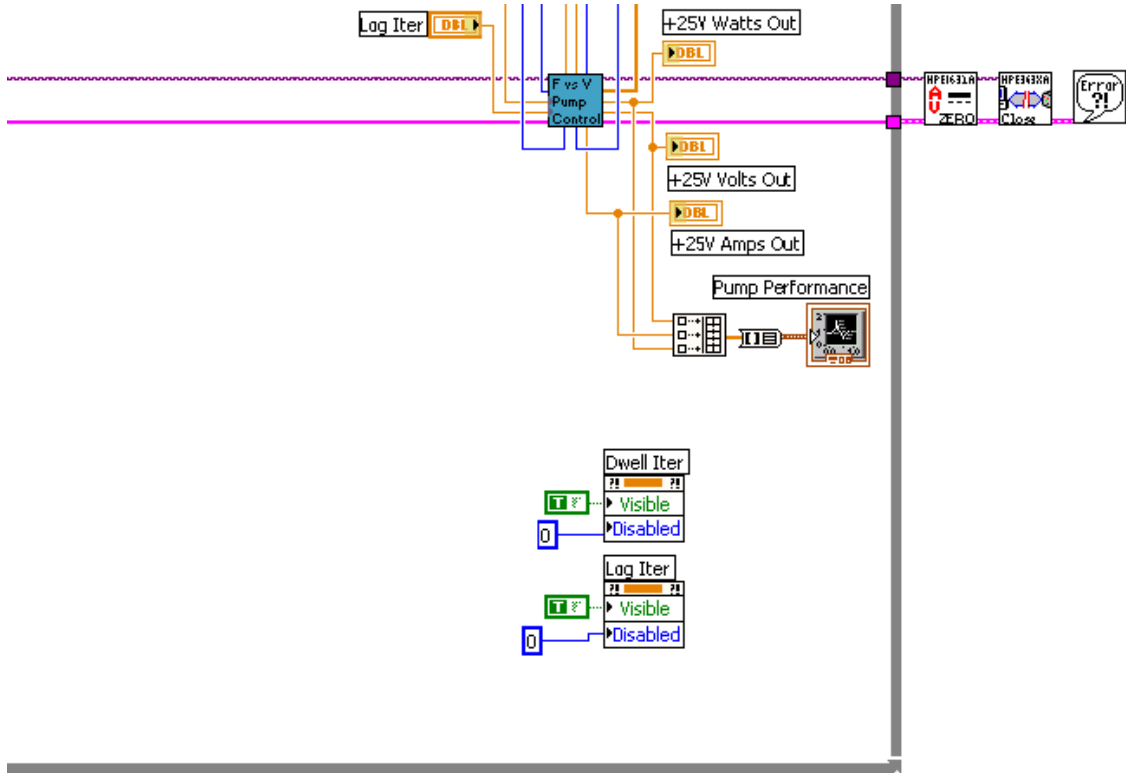 Lag Iter
DBL
+25V Watts Out
DBL
F vs V
Pump
Control
HPE3631A
ZERO
HPE363XA
Close
Error
?!
DBL
+25V Volts Out
DBL
+25V Amps Out
Pump Performance
Dwell Iter
?! ?!
T
Visible
0
Disabled
Lag Iter
?! ?!
T
Visible
0
Disabled